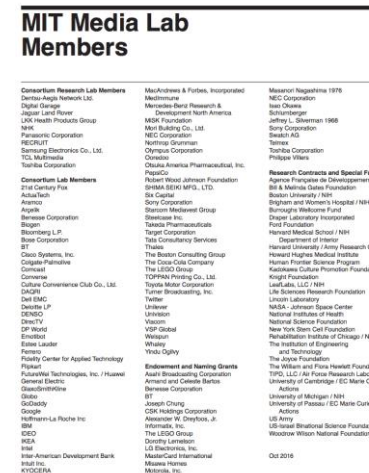 MIT Media Lab
Members
Consortium Research Lab Members
Dentsu-Aegis Network Ltd.
Digital Garage
Jaguar Land Rover
LKK Health Products Group
NHK
Panasonic Corporation
RECRUIT
Samsung Electronics Co., Ltd.
TCL Multimedia
Toshiba Corporation
Consortium Lab Members
21st Century Fox
ActuaTech
Aramco
Arçelik
Benesse Corporation
Biogen
Bloomberg L.P.
Bose Corporation
BT
Cisco Systems, Inc.
Colgate-Palmolive
Comcast
Converse
Culture Convenience Club Co., Ltd.
DAQRI
Dell EMC
Deloitte LP
DENSO
DirecTV
DP World
Emotibot
Estee Lauder
Ferrero
Fidelity Center for Applied Technology
Flipkart
FutureWei Technologies, Inc. / Huawei
General Electric
GlaxoSmithKline
Globo
GoDaddy
Google
Hoffmann-La Roche Inc
IBM
IDEO
IKEA
Intel
Inter-American Development Bank
Intuit Inc.
KYOCERA
MacAndrews & Forbes, Incorporated
MedImmune
Mercedes-Benz Research &
Development North America
MISK Foundation
Mori Building Co., Ltd.
NEC Corporation
Northrop Grumman
Olympus Corporation
Ooredoo
Otsuka America Pharmaceutical, Inc.
PepsiCo
Robert Wood Johnson Foundation
SHIMA SEIKI MFG., LTD.
Six Capital
Sony Corporation
Starcom Mediavest Group
Steelcase Inc.
Takeda Pharmaceuticals
Target Corporation
Tata Consultancy Services
Thales
The Boston Consulting Group
The Coca-Cola Company
The LEGO Group
TOPPAN Printing Co., Ltd.
Toyota Motor Corporation
Turner Broadcasting, Inc.
Twitter
Unilever
Univision
Viacom
VSP Global
Welspun
Whaley
Yindu Ogilvy
Endowment and Naming Grants
Asahi Broadcasting Corporation
Armand and Celeste Bartos
Benesse Corporation
BT
Joseph Chung
CSK Holdings Corporation
Alexander W. Dreyfoos, Jr.
Informatix, Inc.
The LEGO Group
Dorothy Lemelson
LG Electronics, Inc.
MasterCard International
Misawa Homes
Motorola, Inc.
Masanori Nagashima 1976
NEC Corporation
Isao Okawa
Schlumberger
Jeffrey L. Silverman 1968
Sony Corporation
Swatch AG
Telmex
Toshiba Corporation
Philippe Villers
Research Contracts and Special
Agence Française de
Bill & Melinda Gates Foundation
Boston University / NIH
Brigham and Women's Hospital / NIH
Burroughs Wellcome Fund
Draper Laboratory Incorporated
Ford Foundation
Harvard Medical School / NIH
Department of Interior
Harvard University / Army Research
Howard Hughes Medical Institute
Human Frontier Science Program
Kadokawa Culture Promotion
Knight Foundation
LeafLabs, LLC / NIH
Life Sciences Research Foundation
Lincoln Laboratory
NASA - Johnson Space Center
National Institutes of Health
National Science Foundation
New York Stem Cell Foundation
Rehabilitation Institute of Chicago /
The Institution of Engineering
and Technology
The Joyce Foundation
The William and Flora Hewlett
TIPD, LLC / Air Force Research
University of Cambridge / EC Marie
Actions
University of Michigan / NIH
University of Passau / EC Marie
Actions
US Army
US-Israel Binational Science
Woodrow Wilson National
Oct 2016